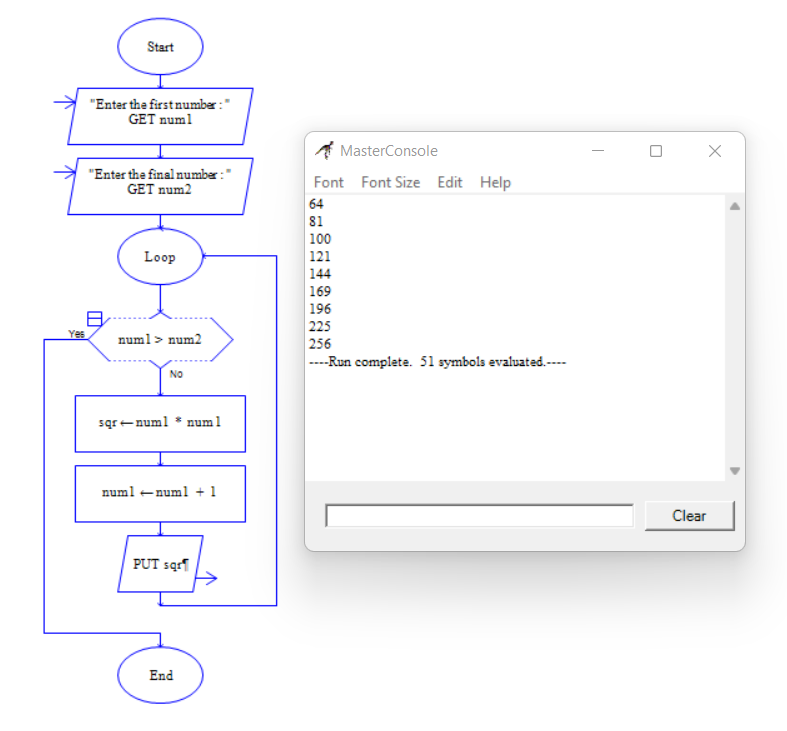 Start
"Enter the first number : "
GET num1
"Enter the final number : "
GET num2
Loop
Yes
num1 > num2
No
sqr ← num1 * num1
num1 ← num1 + 1
PUT sqr¶
End
MasterConsole
Font Font Size Edit Help
64
81
100
121
144
169
196
225
256
----Run complete. 51 symbols evaluated.----
Clear